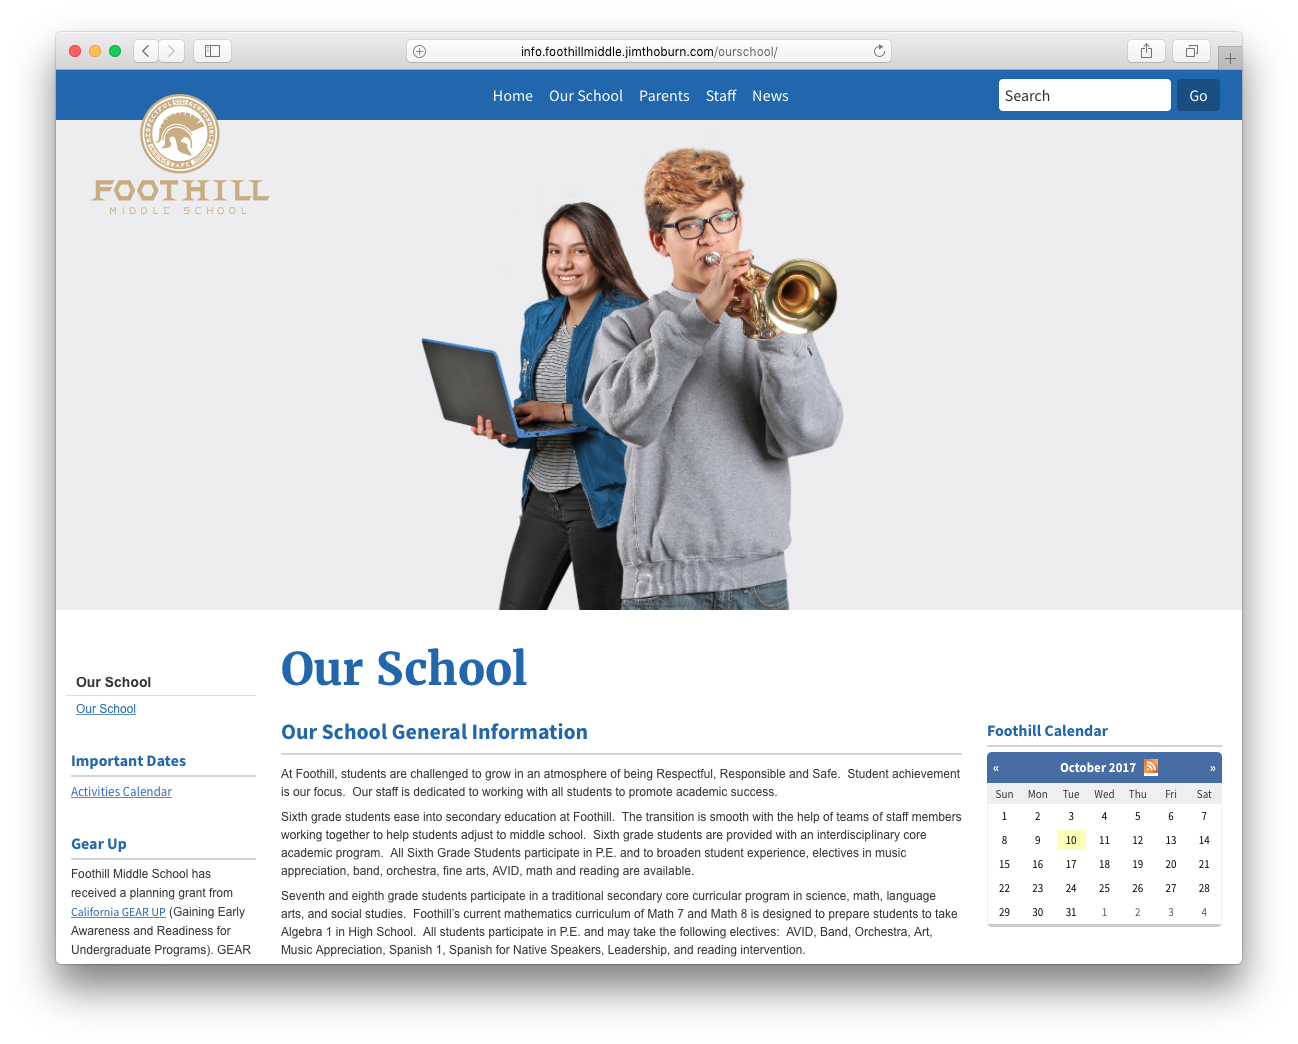 info.foothillmiddle.jimthoburn.com/ourschool/
Home Our School Parents Staff News
Search Go
FOOTHILL
MIDDLE SCHOOL
Our School
Our School
Our School
Important Dates
Activities Calendar
Gear Up
Foothill Middle School has
received a planning grant from
California GEAR UP (Gaining Early
Awareness and Readiness for
Undergraduate Programs). GEAR
Our School General Information
At Foothill, students are challenged to grow in an atmosphere of being Respectful, Responsible and Safe.  Student achievement
is our focus.  Our staff is dedicated to working with all students to promote academic success.
Sixth grade students ease into secondary education at Foothill.  The transition is smooth with the help of teams of staff members
working together to help students adjust to middle school.  Sixth grade students are provided with an interdisciplinary core
academic program.  All Sixth Grade Students participate in P.E. and to broaden student experience, electives in music
appreciation, band, orchestra, fine arts, AVID, math and reading are available.
Seventh and eighth grade students participate in a traditional secondary core curricular program in science, math, language
arts, and social studies.  Foothill's current mathematics curriculum of Math 7 and Math 8 is designed to prepare students to take
Algebra 1 in High School.  All students participate in P.E. and may take the following electives:  AVID, Band, Orchestra, Art,
Music Appreciation, Spanish 1, Spanish for Native Speakers, Leadership, and reading intervention.
Foothill Calendar
« October 2017 »
Sun Mon Tue Wed Thu Fri Sat
1 2 3 4 5 6 7
8 9 10 11 12 13 14
15 16 17 18 19 20 21
22 23 24 25 26 27 28
29 30 31 1 2 3 4